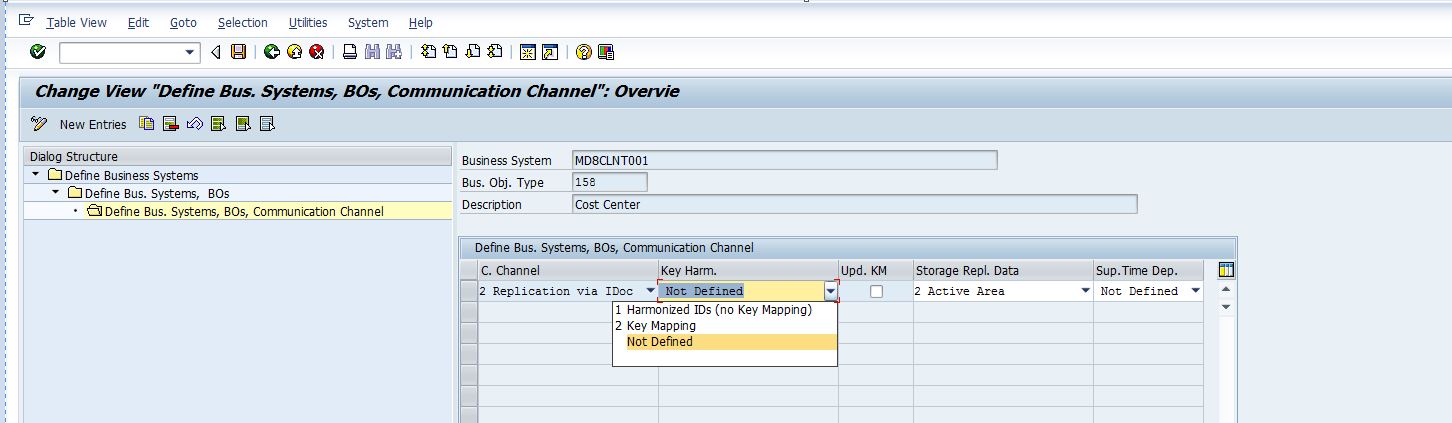 Table View Edit Goto Selection Utilities System Help
Change View "Define Bus. Systems, BOs, Communication Channel": Overvie
New Entries
Dialog Structure
Define Business Systems
Define Bus. Systems, BOs
Define Bus. Systems, BOs, Communication Channel
Business System MD8CLNT001
Bus. Obj. Type 158
Description Cost Center
Define Bus. Systems, BOs, Communication Channel
C. Channel Key Harm. Upd. KM Storage Repl. Data Sup.Time Dep.
2 Replication via IDoc Not Defined 2 Active Area Not Defined
1 Harmonized IDs (no Key Mapping)
2 Key Mapping
Not Defined